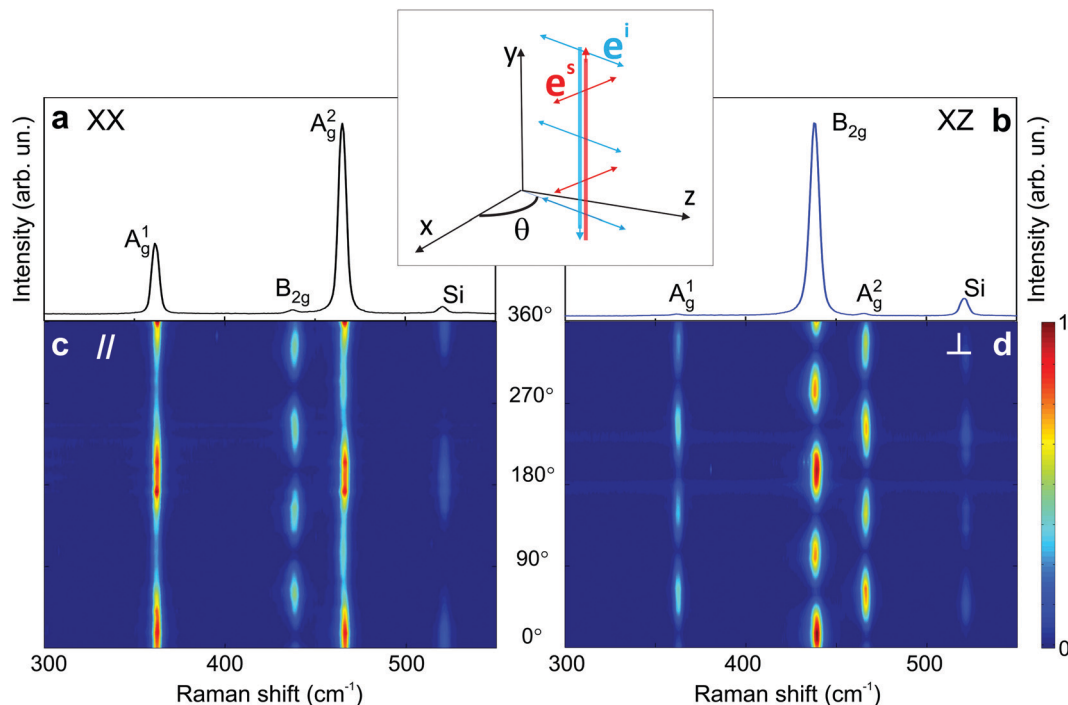 a XX
A_g^1
B_2g
A_g^2
Si
Intensity (arb. un.)
y
e^i
e^s
x
z
θ
XZ b
A_g^1
B_2g
A_g^2
Si
Intensity (arb. un.)
c //
360°
270°
180°
90°
0°
300
400
500
Raman shift (cm⁻¹)
⊥ d
300
400
500
Raman shift (cm⁻¹)
1
0